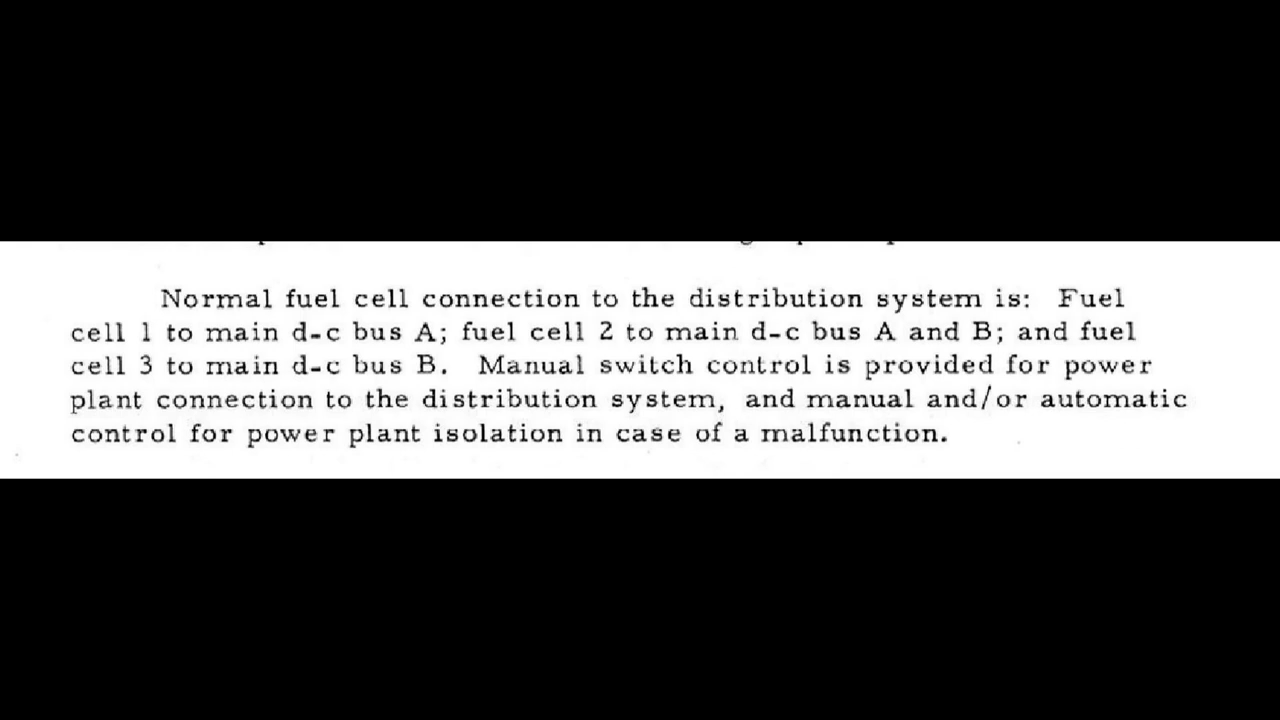 Normal fuel cell connection to the distribution system is: Fuel
cell 1 to main d-c bus A; fuel cell 2 to main d-c bus A and B; and fuel
cell 3 to main d-c bus B. Manual switch control is provided for power
plant connection to the distribution system, and manual and/or automatic
control for power plant isolation in case of a malfunction.